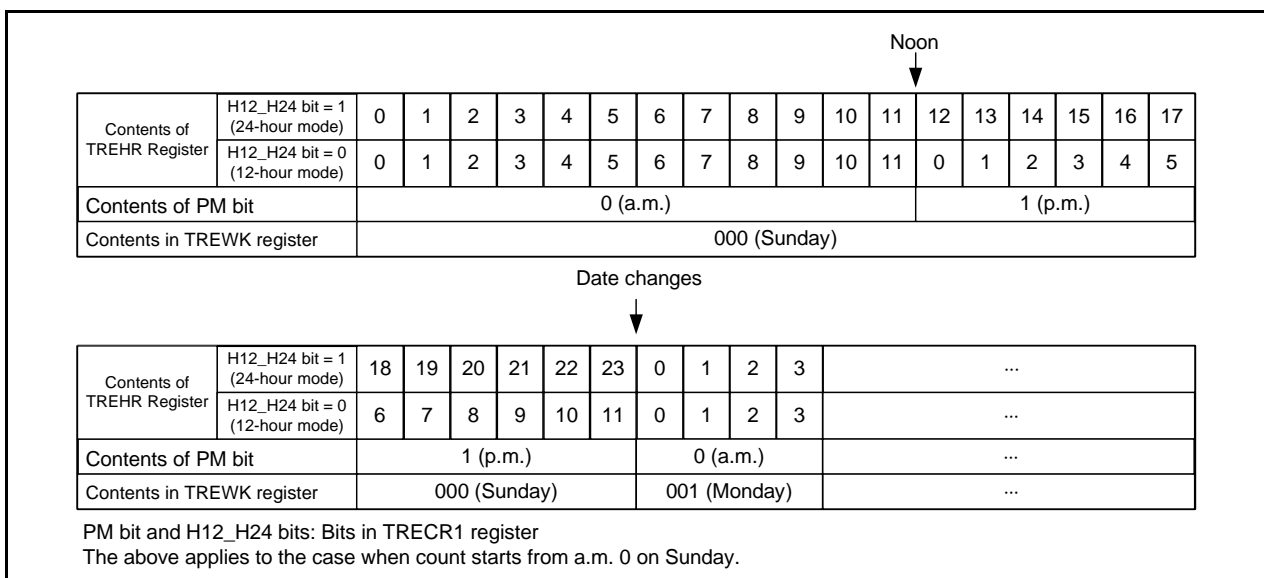 Noon
Contents of TREHR Register
H12_H24 bit = 1 (24-hour mode) 0 1 2 3 4 5 6 7 8 9 10 11 12 13 14 15 16 17
H12_H24 bit = 0 (12-hour mode) 0 1 2 3 4 5 6 7 8 9 10 11 0 1 2 3 4 5
Contents of PM bit 0 (a.m.) 1 (p.m.)
Contents in TREWK register 000 (Sunday)
Date changes
Contents of TREHR Register
H12_H24 bit = 1 (24-hour mode) 18 19 20 21 22 23 0 1 2 3 ...
H12_H24 bit = 0 (12-hour mode) 6 7 8 9 10 11 0 1 2 3 ...
Contents of PM bit 1 (p.m.) 0 (a.m.) ...
Contents in TREWK register 000 (Sunday) 001 (Monday) ...
PM bit and H12_H24 bits: Bits in TRECR1 register
The above applies to the case when count starts from a.m. 0 on Sunday.